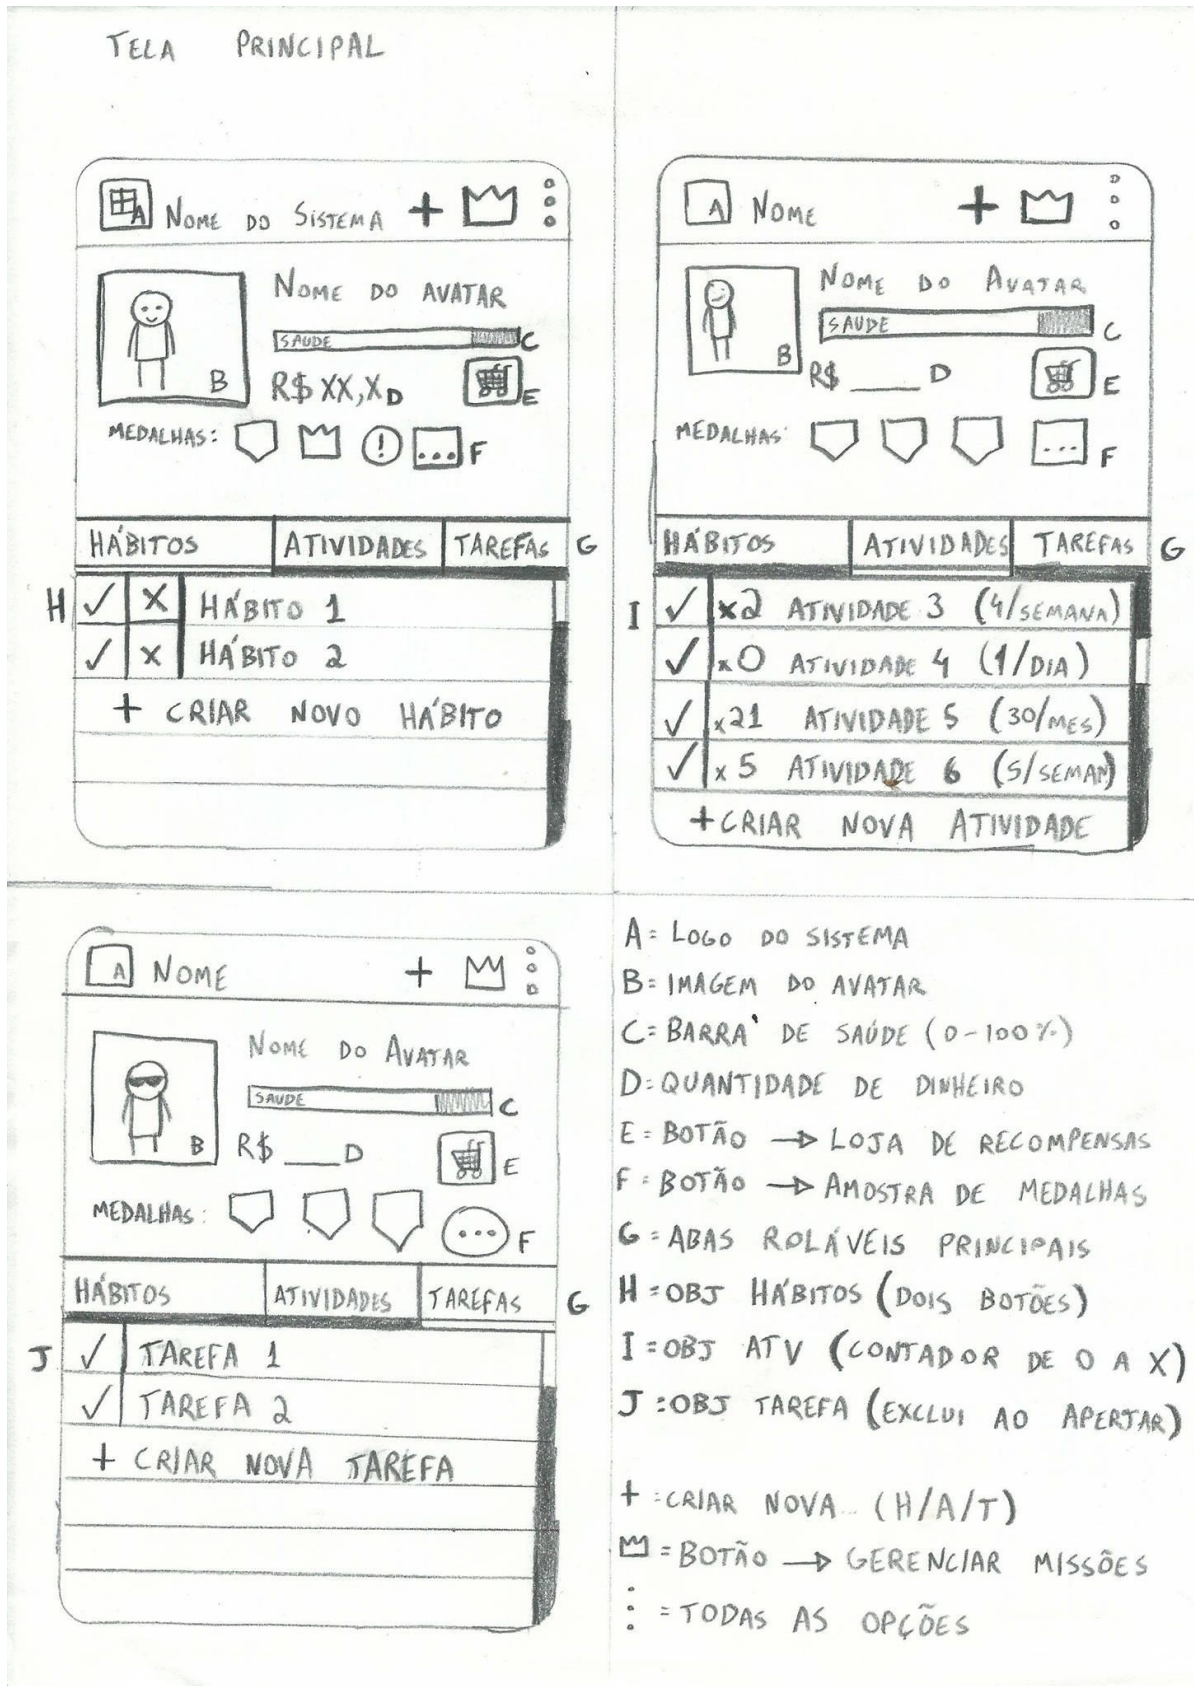 TELA PRINCIPAL
A NOME DO SISTEMA +
NOME DO AVATAR
SAUDE C
B R$ XX,X D E
MEDALHAS: ! ... F
HÁBITOS ATIVIDADES TAREFAS G
H ✓ X HÁBITO 1
✓ X HÁBITO 2
+ CRIAR NOVO HÁBITO
A NOME +
NOME DO AVATAR
SAUDE C
B R$ ___ D E
MEDALHAS: ... F
HÁBITOS ATIVIDADES TAREFAS G
I ✓ x2 ATIVIDADE 3 (4/SEMANA)
✓ x0 ATIVIDADE 4 (1/DIA)
✓ x21 ATIVIDADE 5 (30/MES)
✓ x5 ATIVIDADE 6 (5/SEMAN)
+ CRIAR NOVA ATIVIDADE
A NOME +
NOME DO AVATAR
SAUDE C
B R$ ___ D E
MEDALHAS: ... F
HÁBITOS ATIVIDADES TAREFAS G
J ✓ TAREFA 1
✓ TAREFA 2
+ CRIAR NOVA TAREFA
A = LOGO DO SISTEMA
B = IMAGEM DO AVATAR
C = BARRA DE SAÚDE (0-100%)
D = QUANTIDADE DE DINHEIRO
E = BOTÃO → LOJA DE RECOMPENSAS
F = BOTÃO → AMOSTRA DE MEDALHAS
G = ABAS ROLÁVEIS PRINCIPAIS
H = OBJ HÁBITOS (DOIS BOTÕES)
I = OBJ ATV (CONTADOR DE 0 A X)
J = OBJ TAREFA (EXCLUI AO APERTAR)
+ = CRIAR NOVA... (H/A/T)
= BOTÃO → GERENCIAR MISSÕES
⋮ = TODAS AS OPÇÕES